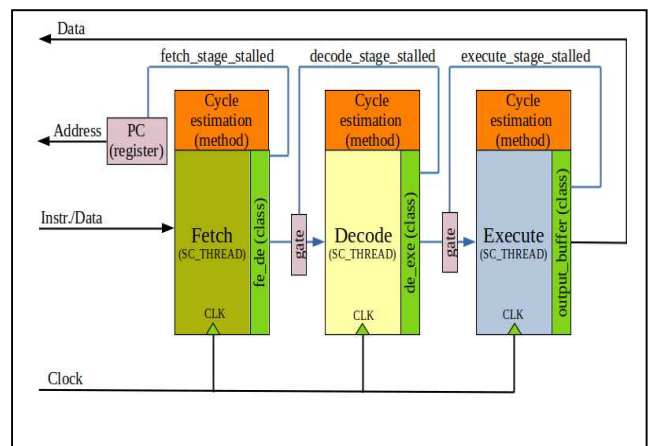 Data
fetch_stage_stalled
decode_stage_stalled
execute_stage_stalled
Cycle
estimation
(method)
Cycle
estimation
(method)
Cycle
estimation
(method)
Address
PC
(register)
Instr./Data
Fetch
(SC_THREAD)
CLK
fe_de (class)
gate
Decode
(SC_THREAD)
CLK
de_exe (class)
gate
Execute
(SC_THREAD)
CLK
output_buffer (class)
Clock